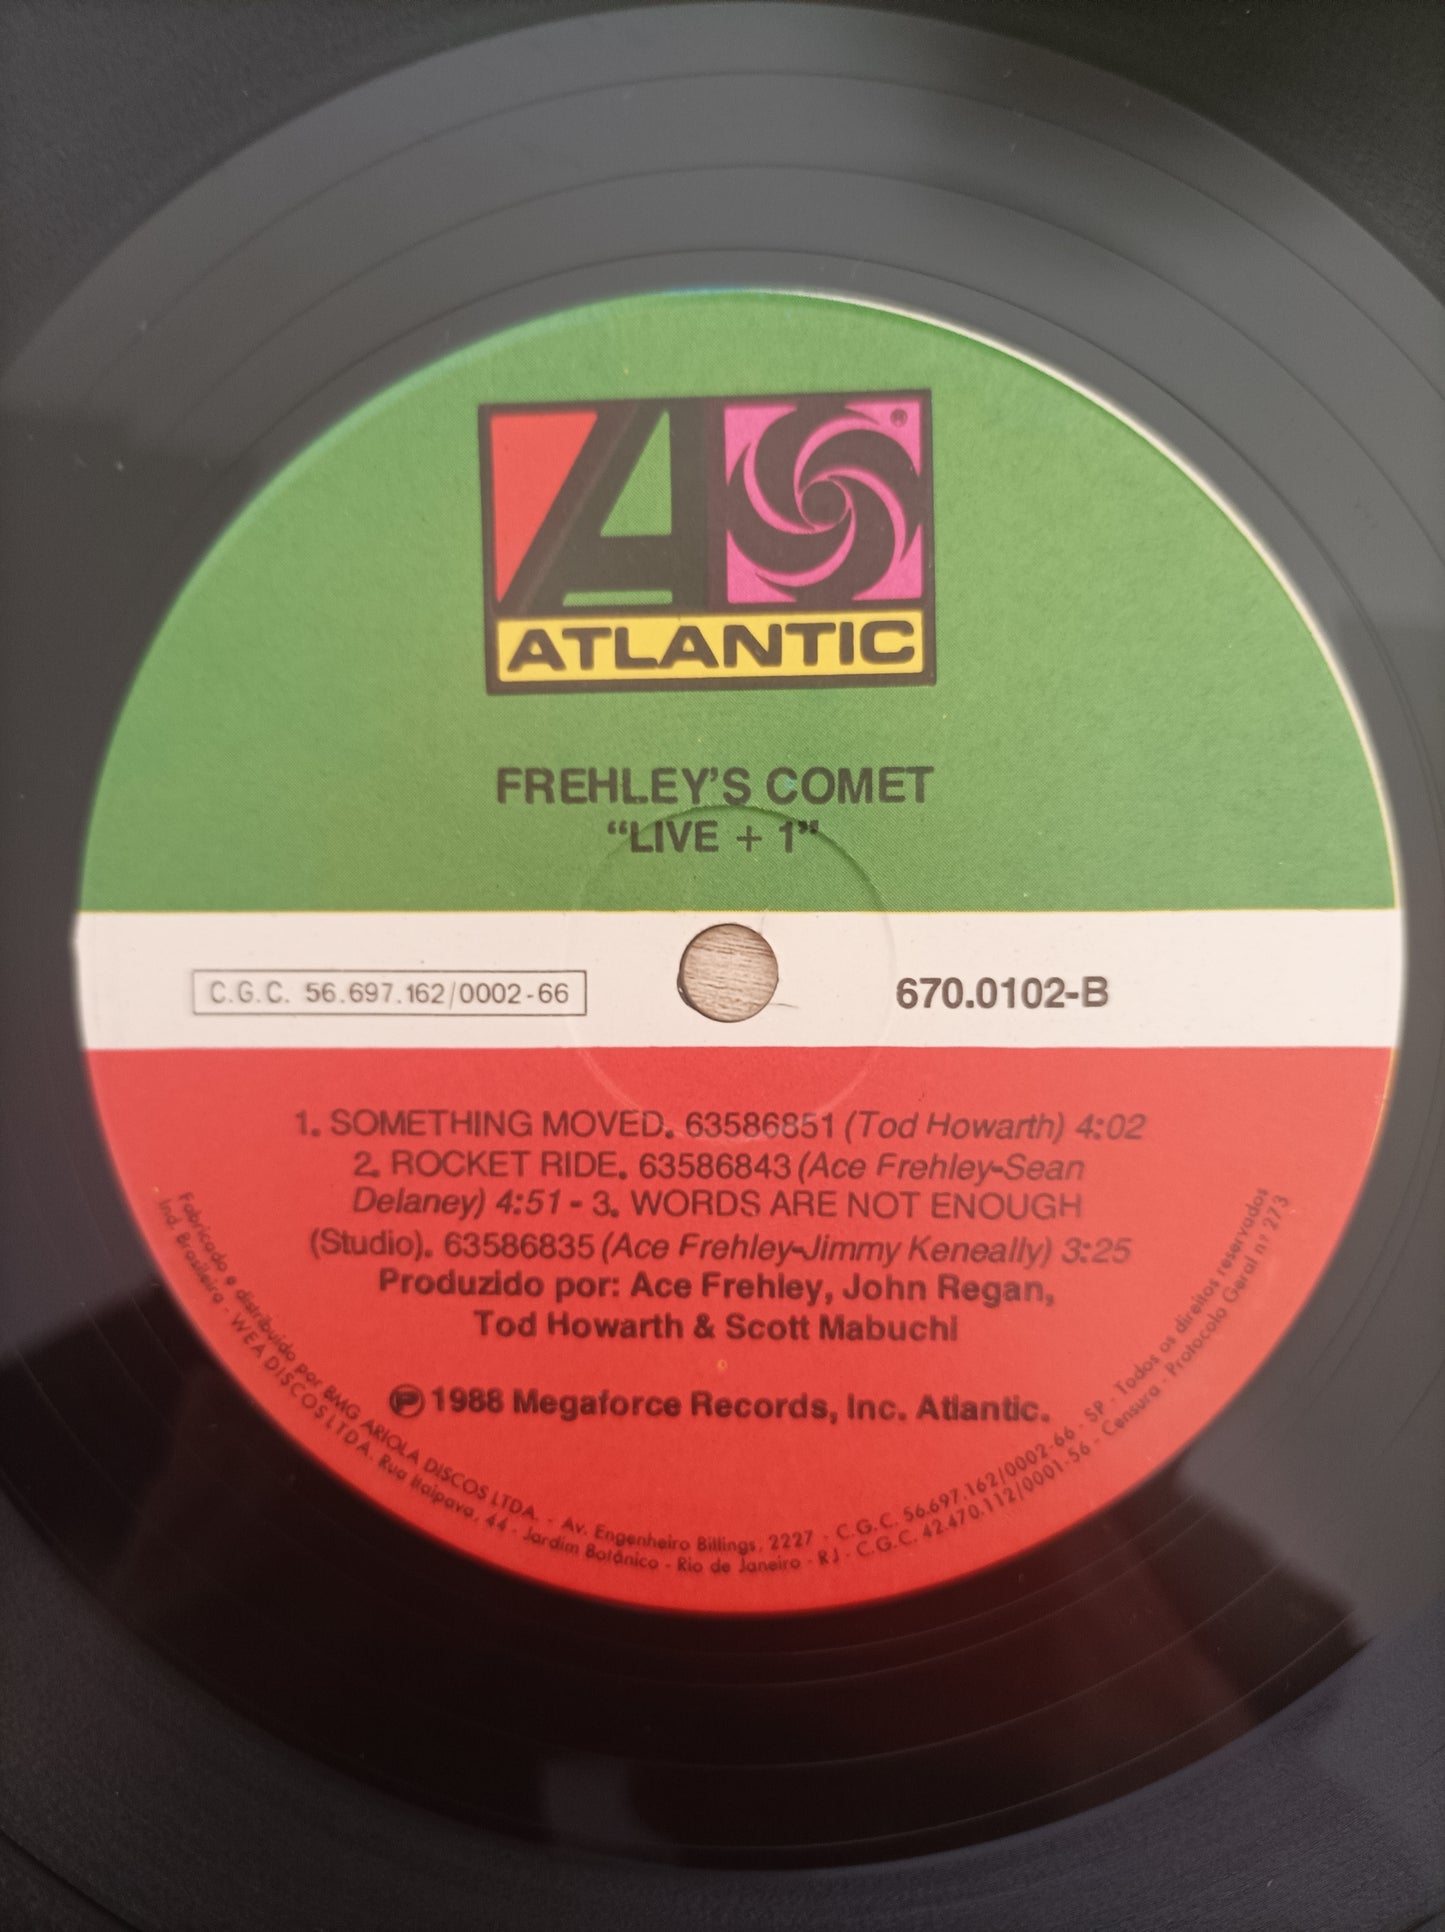 ®
ATLANTIC
FREHLEY'S COMET
“LIVE + 1”
C.G.C. 56.697.162/0002-66
670.0102-B
1. SOMETHING MOVED. 63586851 (Tod Howarth) 4:02
2. ROCKET RIDE. 63586843 (Ace Frehley-Sean
Delaney) 4:51 - 3. WORDS ARE NOT ENOUGH
(Studio). 63586835 (Ace Frehley-Jimmy Keneally) 3:25
Produzido por: Ace Frehley, John Regan,
Tod Howarth & Scott Mabuchi
Ⓟ 1988 Megaforce Records, Inc. Atlantic.
Fabricado e distribuido por BMG ARIOLA DISCOS LTDA. - Av. Engenheiro Billings, 2227 - C.G.C. 56.697.162/0002-66 - SP - Todos os direitos reservados
Ind. Brasileira - WEA DISCOS LTDA. Rua Itaipava, 44 - Jardim Botânico - Rio de Janeiro - RJ - C.G.C. 42.470.112/0001-56 - Censura - Protocolo Geral nº 273